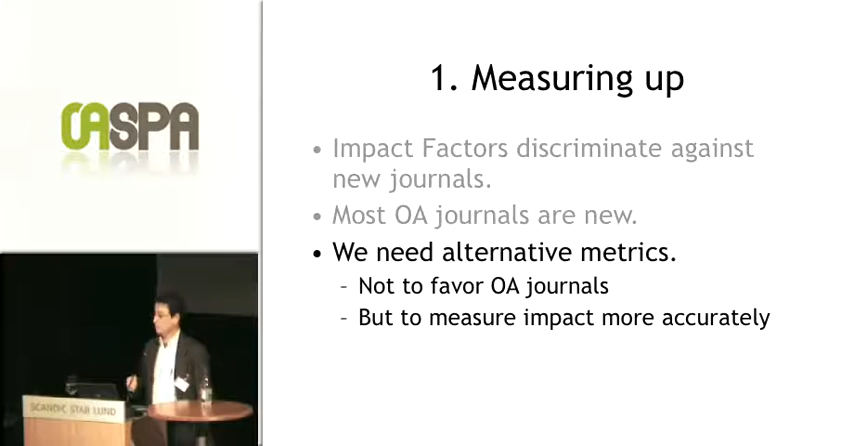 OASPA
1. Measuring up
• Impact Factors discriminate against
new journals.
• Most OA journals are new.
• We need alternative metrics.
– Not to favor OA journals
– But to measure impact more accurately
SCANDIC STAR LUND